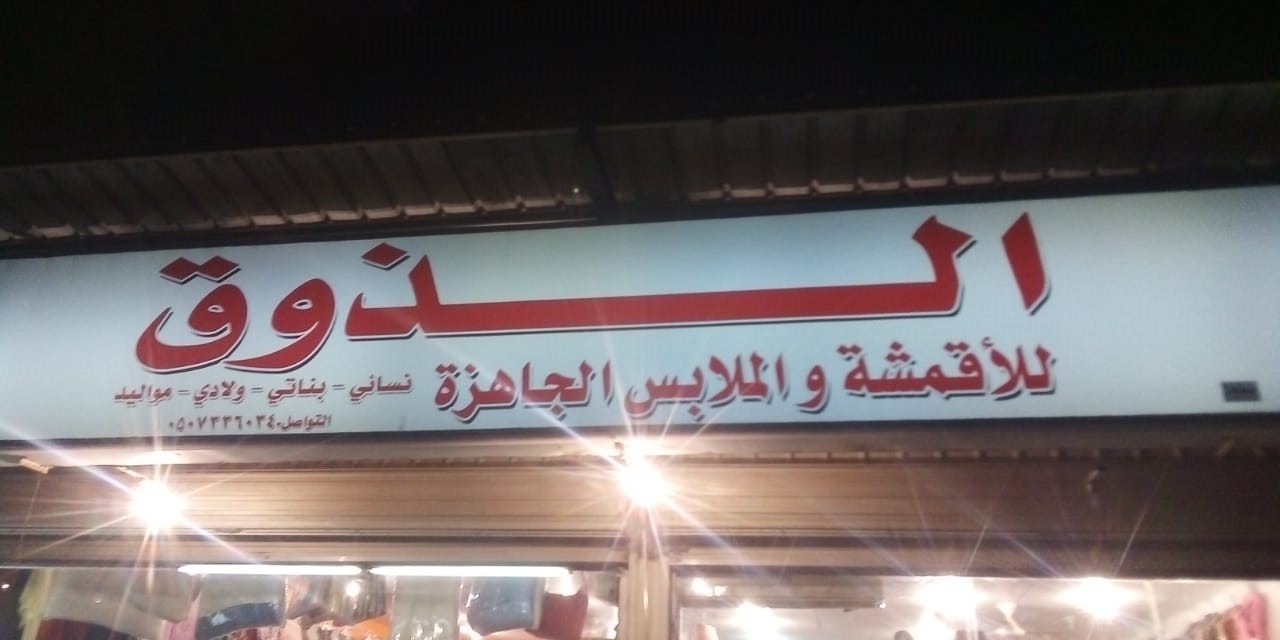 الذوق
للأقمشة و الملابس الجاهزة
نسائي - بناتي - ولادي - مواليد
التواصل.٠٥٠٧٣٣٦٠٣٤